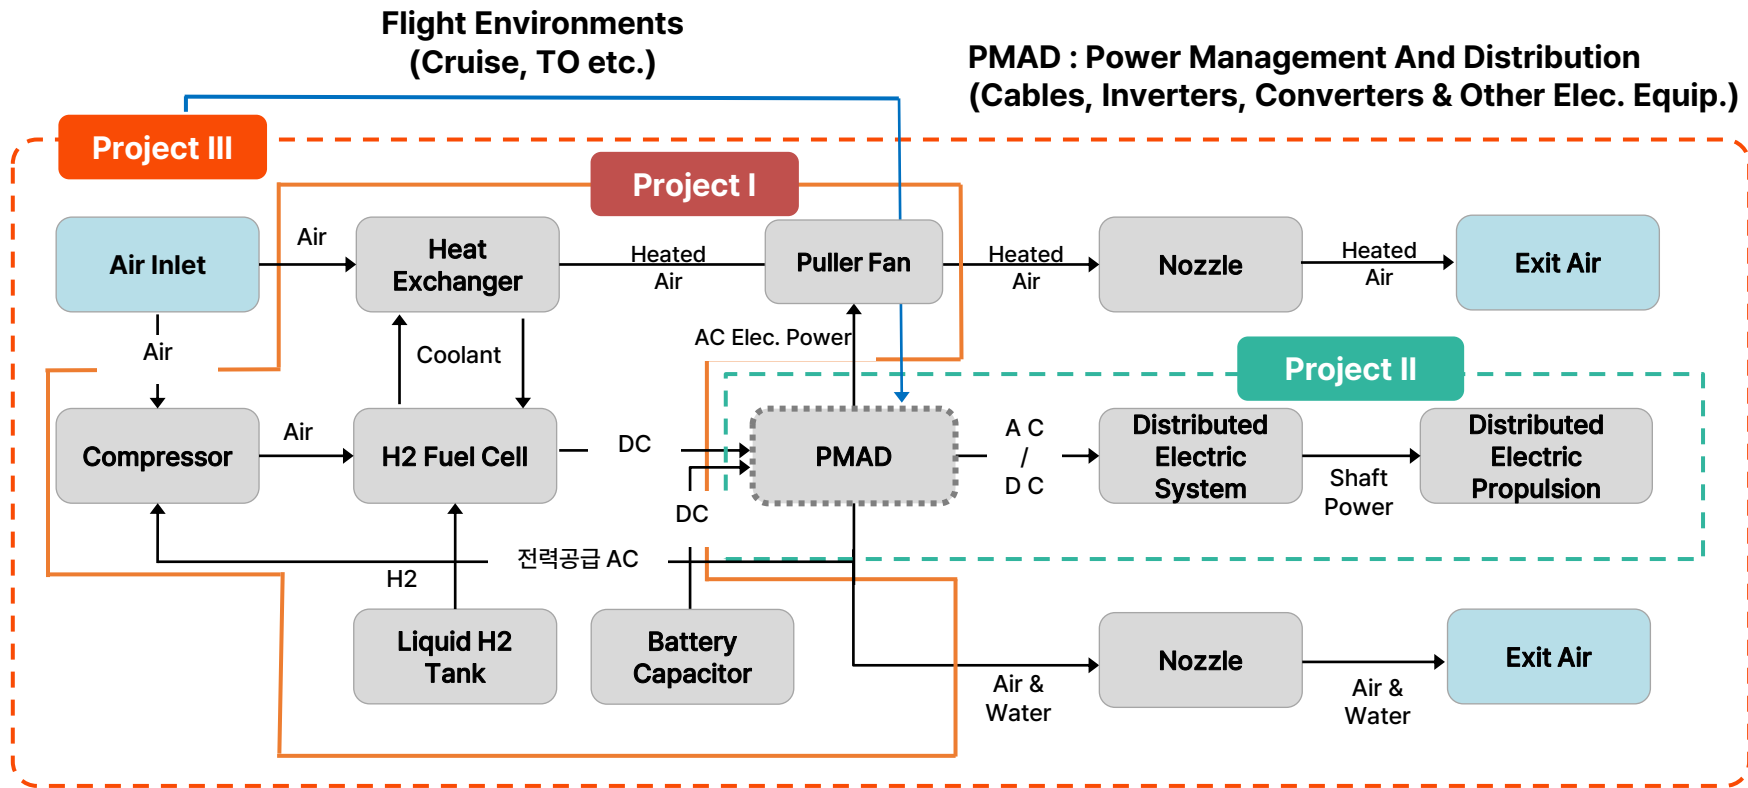 Flight Environments
(Cruise, TO etc.)
PMAD : Power Management And Distribution
(Cables, Inverters, Converters & Other Elec. Equip.)
Project III
Project I
Air Inlet
Air
Heat
Exchanger
Heated
Air
Puller Fan
Heated
Air
Nozzle
Heated
Air
Exit Air
Air
Coolant
AC Elec. Power
Project II
Compressor
Air
H2 Fuel Cell
DC
PMAD
A C
/
D C
Distributed
Electric
System
Shaft
Power
Distributed
Electric
Propulsion
DC
전력공급 AC
H2
Liquid H2
Tank
Battery
Capacitor
Air &
Water
Nozzle
Air &
Water
Exit Air